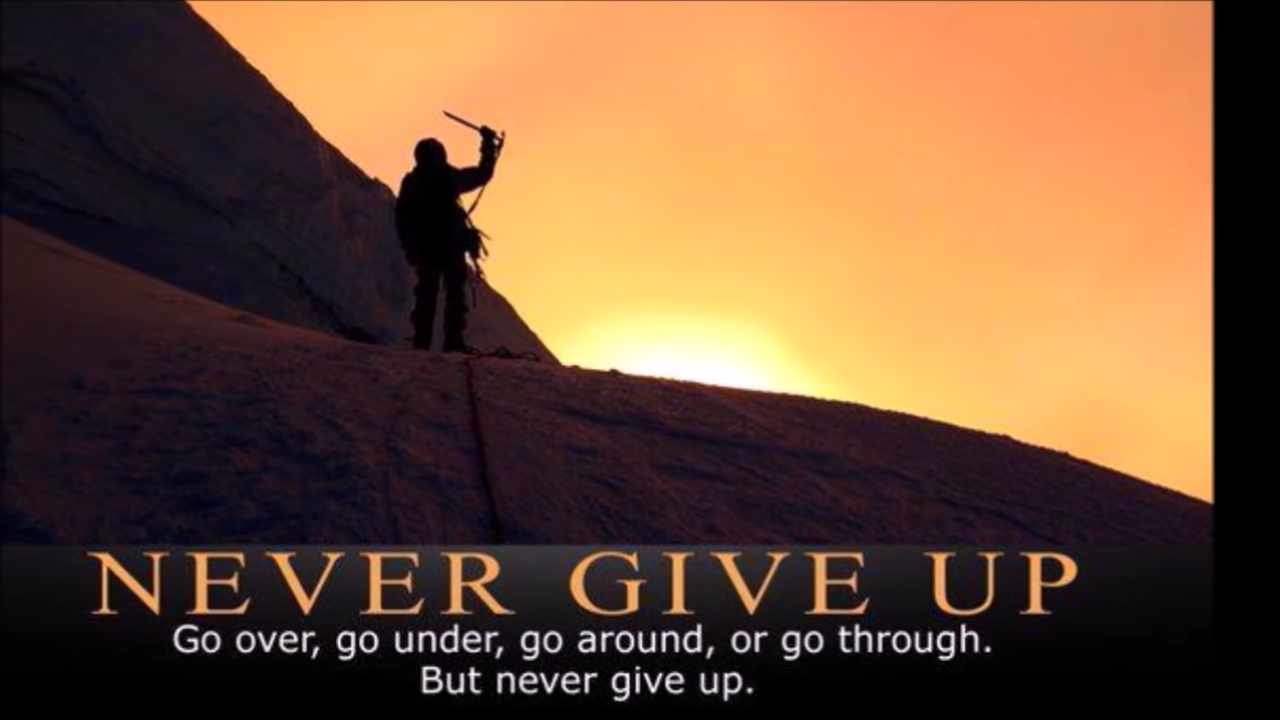 NEVER GIVE UP
Go over, go under, go around, or go through.
But never give up.